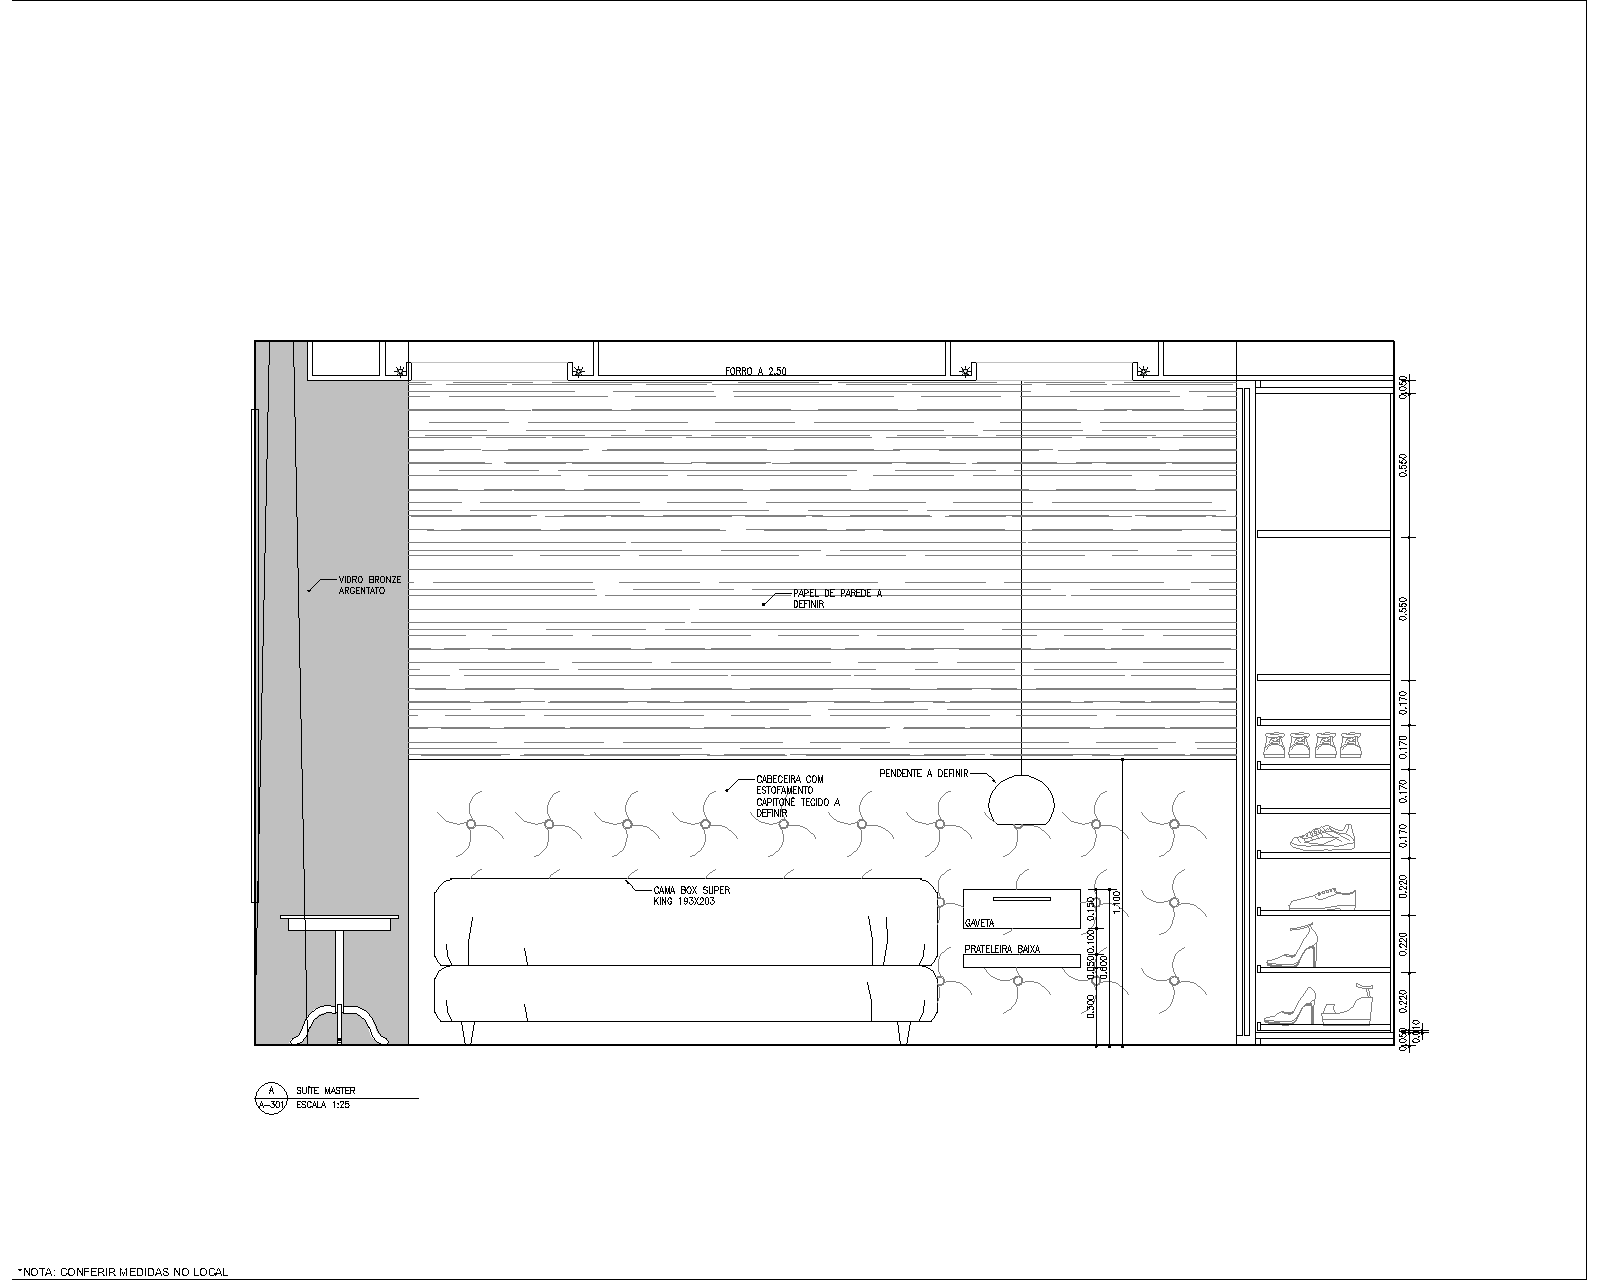 FORRO A 2.50
0.050
0.550
VIDRO BRONZE
ARGENTATO
PAPEL DE PAREDE A
DEFINIR
0.550
0.170
0.170
CABECEIRA COM
ESTOFAMENTO
CAPITONÊ TECIDO A
DEFINIR
PENDENTE A DEFINIR
0.170
0.170
CAMA BOX SUPER
KING 193X203
0.220
GAVETA
0.150
1.100
PRATELEIRA BAIXA
0.100
0.050
0.600
0.300
0.220
0.220
0.050
0.010
A
A-301
SUÍTE MASTER
ESCALA 1:25
*NOTA: CONFERIR MEDIDAS NO LOCAL